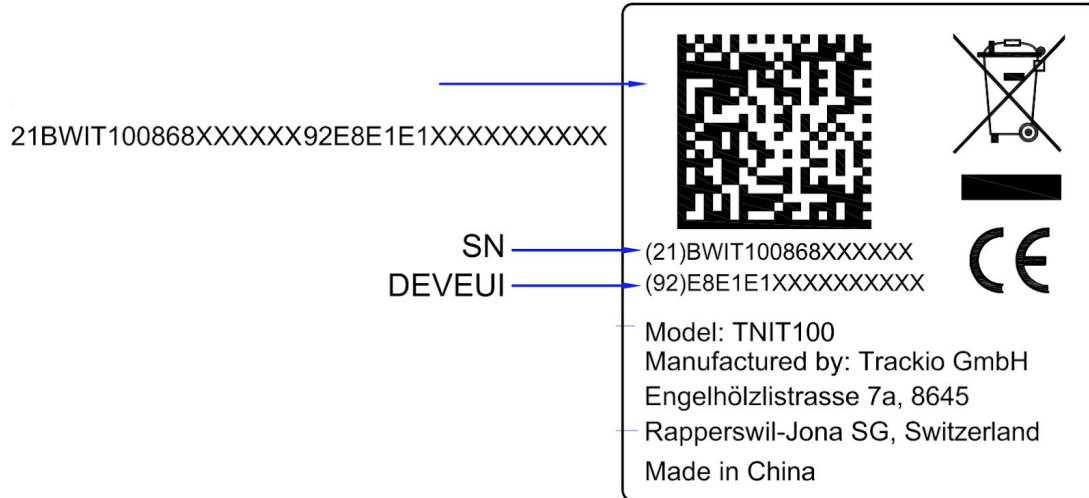 21BWIT100868XXXXXX92E8E1E1XXXXXXXXXX
SN
(21)BWIT100868XXXXXX
DEVEUI
(92)E8E1E1XXXXXXXXXX
CE
Model: TNIT100
Manufactured by: Trackio GmbH
Engelhölzlistrasse 7a, 8645
Rapperswil-Jona SG, Switzerland
Made in China